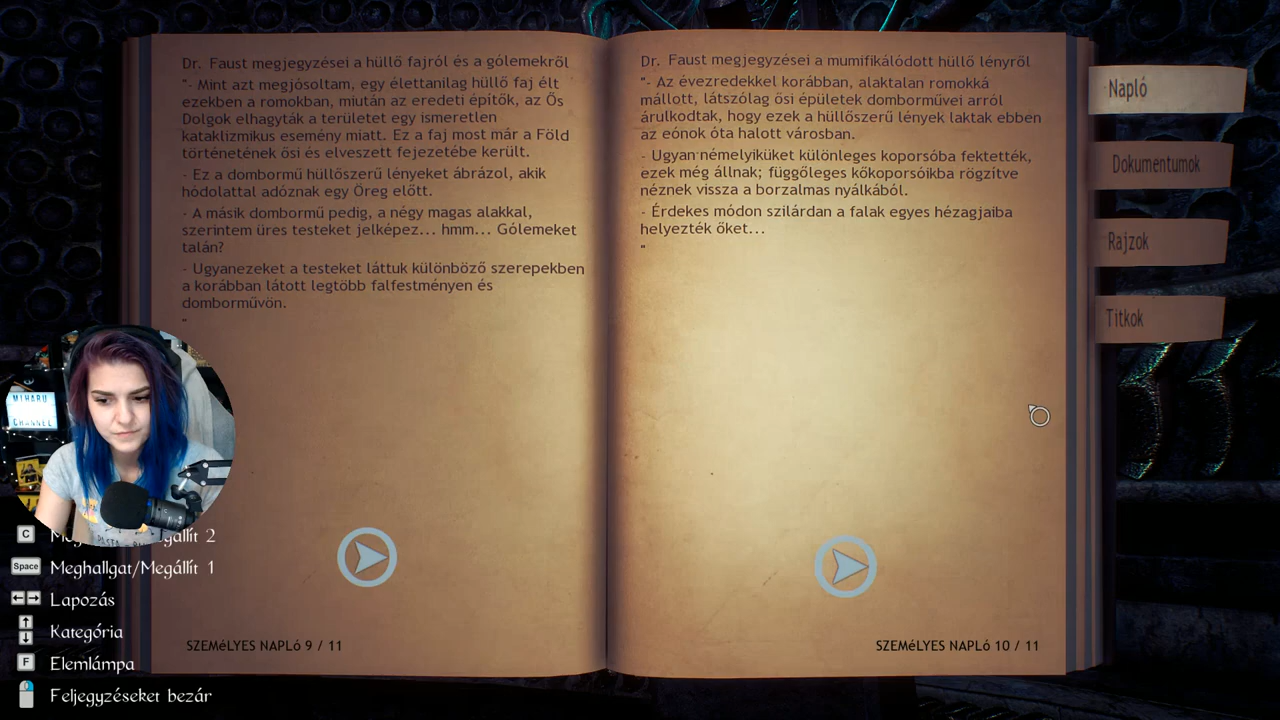 Dr. Faust megjegyzései a hüllő fajról és a gólemekről
"- Mint azt megjósoltam, egy élettanilag hüllő faj élt
ezekben a romokban, miután az eredeti építők, az Ős
Dolgok elhagyták a területet egy ismeretlen
kataklizmikus esemény miatt. Ez a faj most már a Föld
történetének ősi és elveszett fejezetébe került.
- Ez a dombormű hüllőszerű lényeket ábrázol, akik
hódolattal adóznak egy Öreg előtt.
- A másik dombormű pedig, a négy magas alakkal,
szerintem üres testeket jelképez... hmm... Gólemeket
talán?
- Ugyanezeket a testeket láttuk különböző szerepekben
a korábban látott legtöbb falfestményen és
domborművön.
"
SZEMéLYES NAPLó 9 / 11
Dr. Faust megjegyzései a mumifikálódott hüllő lényről
"- Az évezredekkel korábban, alaktalan romokká
mállott, látszólag ősi épületek domborművei arról
árulkodtak, hogy ezek a hüllőszerű lények laktak ebben
az eónok óta halott városban.
- Ugyan némelyiküket különleges koporsóba fektették,
ezek még állnak; függőleges kőkoporsóikba rögzítve
néznek vissza a borzalmas nyálkából.
- Érdekes módon szilárdan a falak egyes hézagjaiba
helyezték őket...
"
SZEMéLYES NAPLó 10 / 11
Napló
Dokumentumok
Rajzok
Titkok
MIHARU
CHANNEL
C
2
Space Meghallgat/Megállít 1
Lapozás
Kategória
F Elemlámpa
Feljegyzéseket bezár